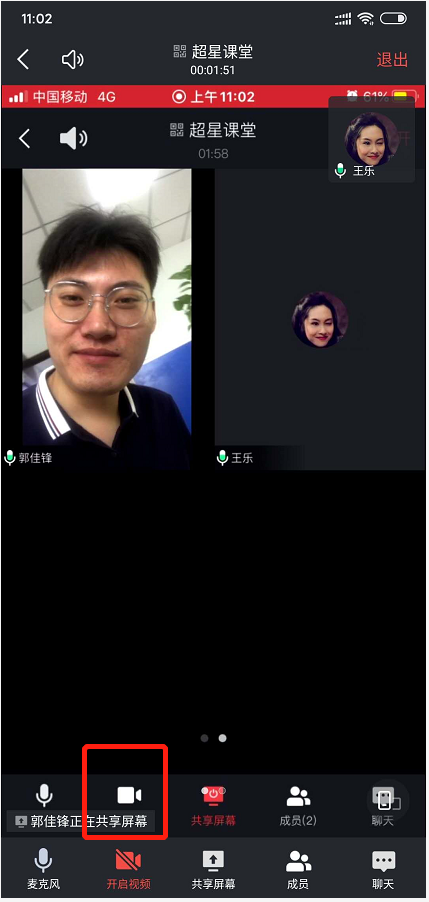 11:02
超星课堂
退出
00:01:51
中国移动 4G
上午11:02
61%
超星课堂
开
01:58
王乐
郭佳锋
王乐
郭佳锋正在共享屏幕
共享屏幕
成员(2)
聊天
麦克风
开启视频
共享屏幕
成员
聊天